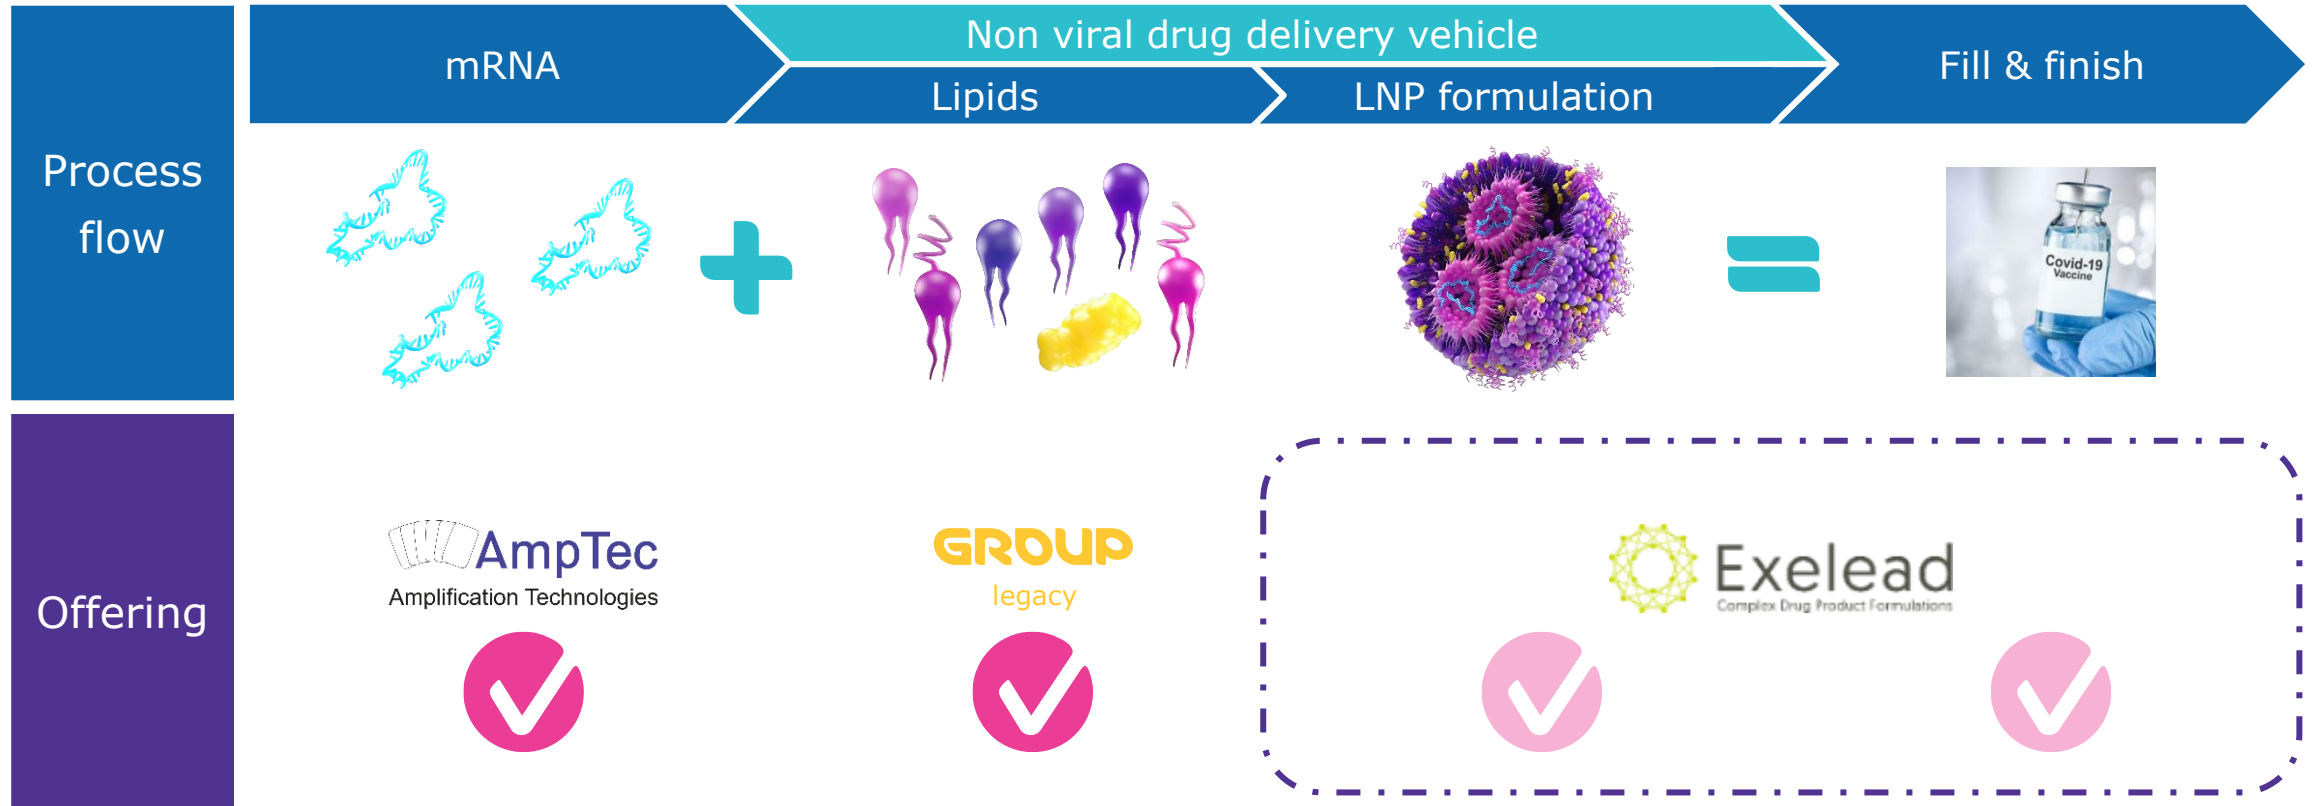 Process
flow
mRNA
Non viral drug delivery vehicle
Lipids
LNP formulation
Fill & finish
Covid-19
Vaccine
Offering
AmpTec
Amplification Technologies
GROUP
legacy
Exelead
Complex Drug Product Formulations